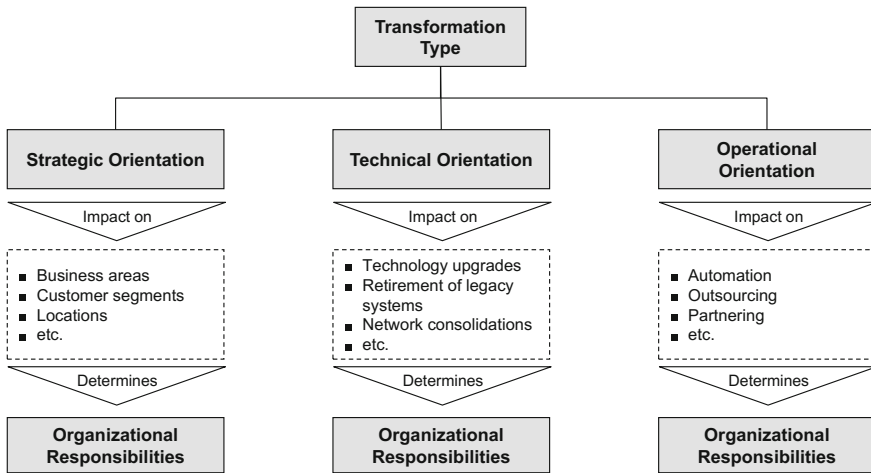 Transformation
Type
Strategic Orientation
Technical Orientation
Operational
Orientation
Impact on
Impact on
Impact on
Business areas
Customer segments
Locations
etc.
Technology upgrades
Retirement of legacy
systems
Network consolidations
etc.
Automation
Outsourcing
Partnering
etc.
Determines
Determines
Determines
Organizational
Responsibilities
Organizational
Responsibilities
Organizational
Responsibilities